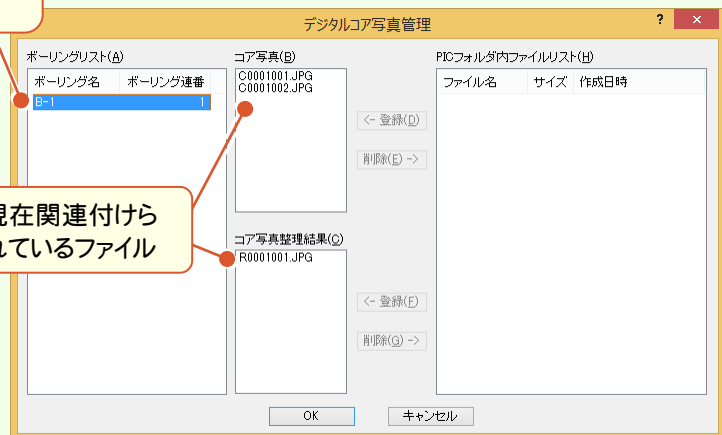 デジタルコア写真管理
?
×
ボーリングリスト(A)
ボーリング名 ボーリング連番
B-1 1
コア写真(B)
C0001001.JPG
C0001002.JPG
<- 登録(D)
削除(E) ->
コア写真整理結果(C)
R0001001.JPG
<- 登録(F)
削除(G) ->
PICフォルダ内ファイルリスト(H)
ファイル名 サイズ 作成日時
OK
キャンセル
現在関連付けら
れているファイル